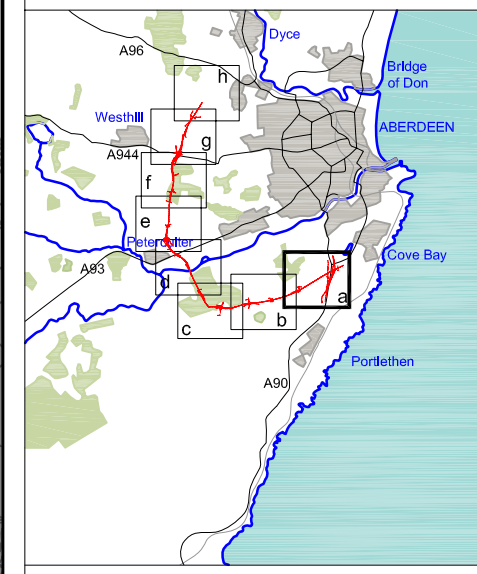 Dyce
A96
Bridge
of Don
h
Westhill
ABERDEEN
g
A944
f
e
Peterculter
Cove Bay
A93
d
a
c
b
Portlethen
A90